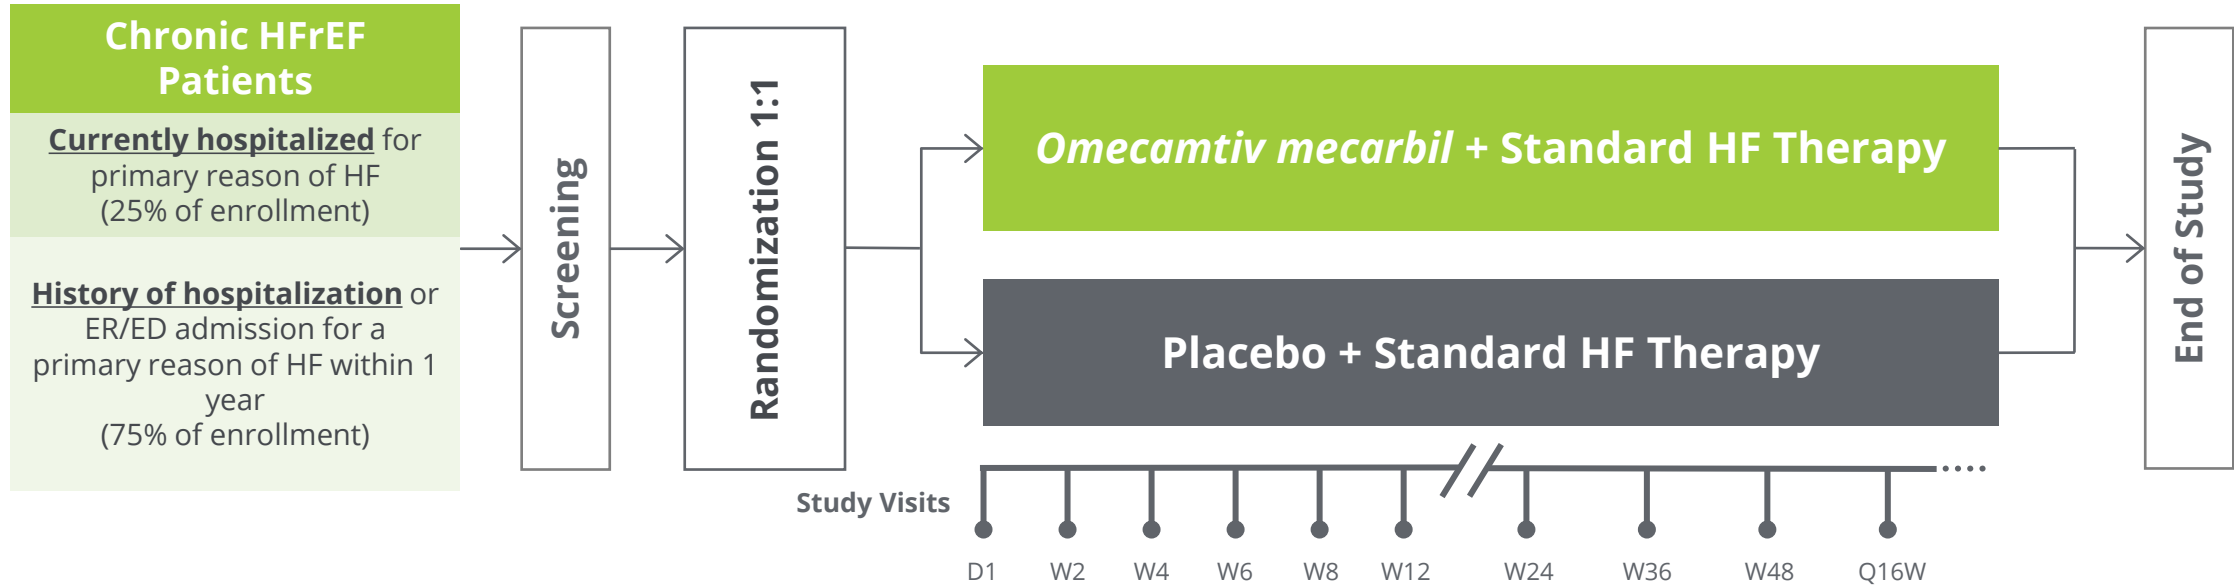 Chronic HFrEF
Patients
Currently hospitalized for
primary reason of HF
(25% of enrollment)
History of hospitalization or
ER/ED admission for a
primary reason of HF within 1
year
(75% of enrollment)
Screening
Randomization 1:1
Omecamtiv mecarbil + Standard HF Therapy
Placebo + Standard HF Therapy
End of Study
Study Visits
D1 W2 W4 W6 W8 W12 W24 W36 W48 Q16W